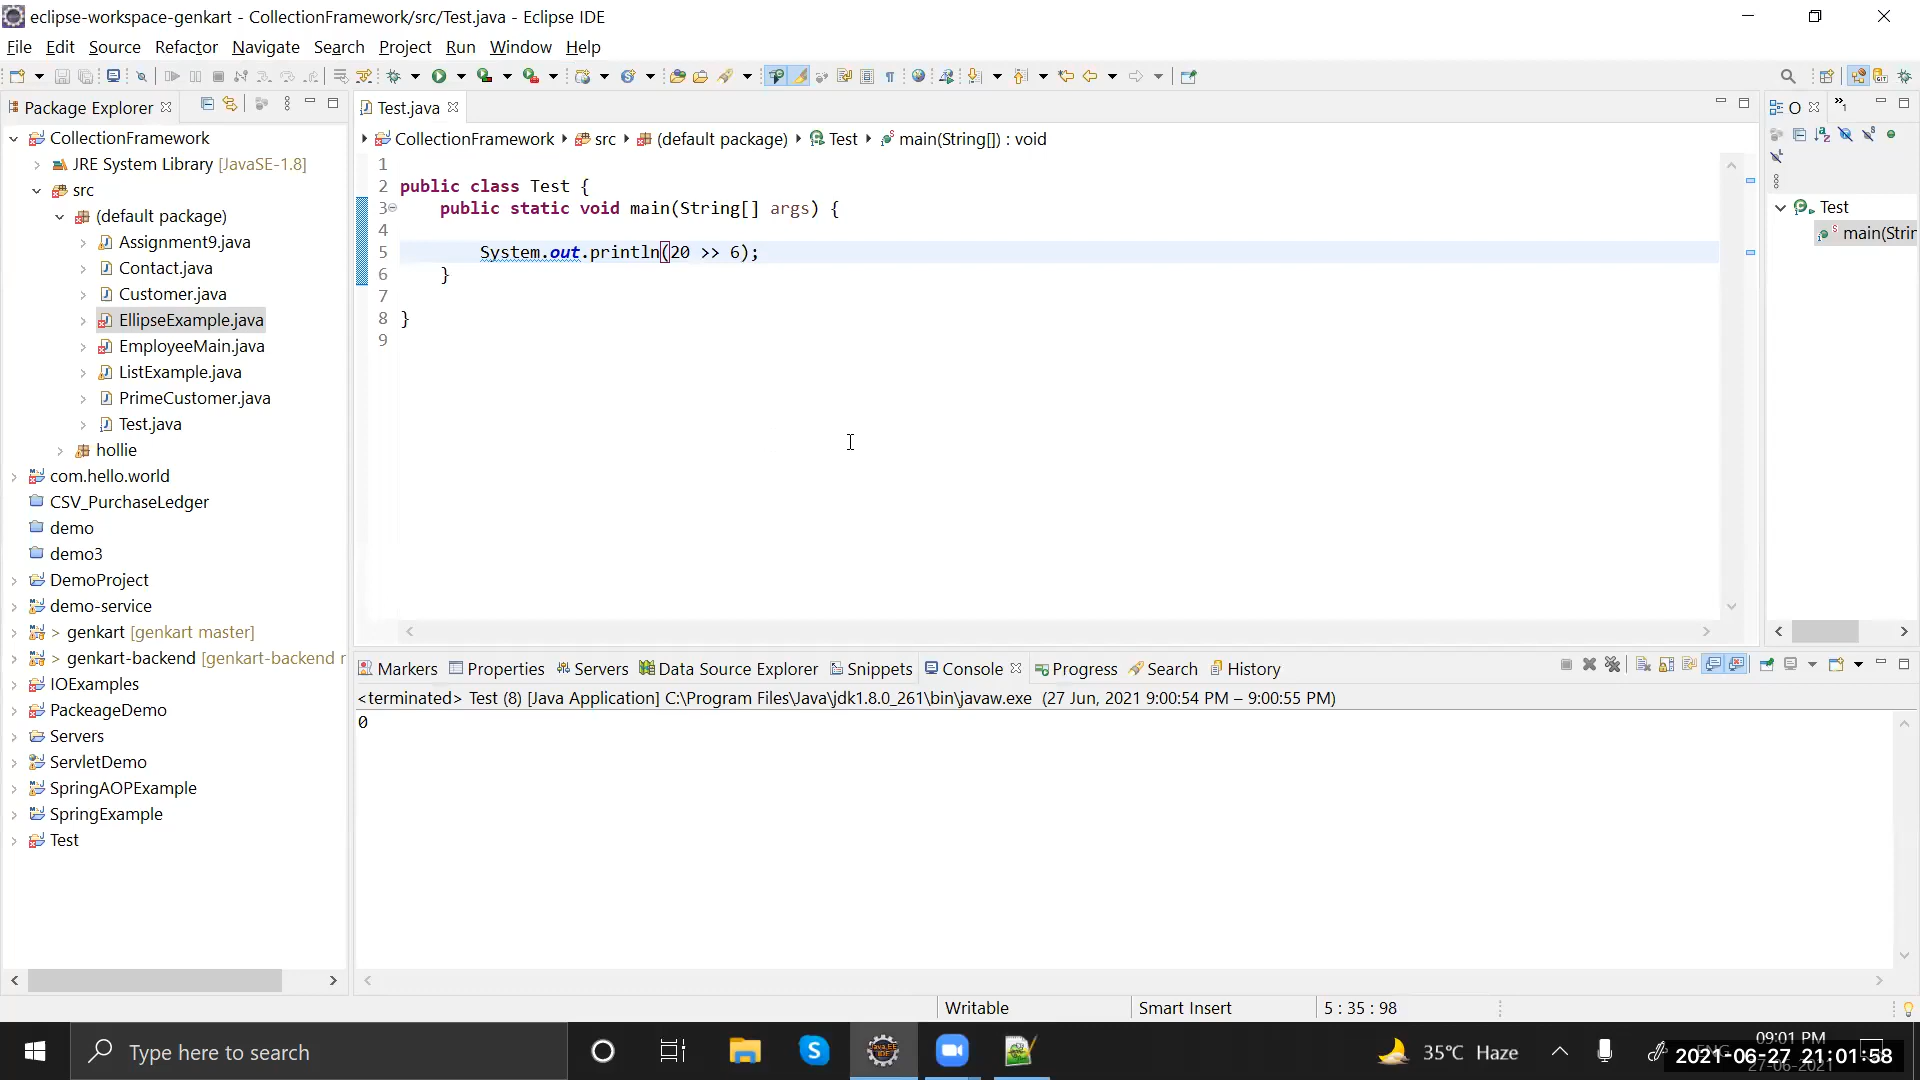 eclipse-workspace-genkart - CollectionFramework/src/Test.java - Eclipse IDE
File Edit Source Refactor Navigate Search Project Run Window Help
Package Explorer
CollectionFramework
JRE System Library [JavaSE-1.8]
src
(default package)
Assignment9.java
Contact.java
Customer.java
EllipseExample.java
EmployeeMain.java
ListExample.java
PrimeCustomer.java
Test.java
hollie
com.hello.world
CSV_PurchaseLedger
demo
demo3
DemoProject
demo-service
> genkart [genkart master]
> genkart-backend [genkart-backend r
IOExamples
PackeageDemo
Servers
ServletDemo
SpringAOPExample
SpringExample
Test
Test.java
CollectionFramework src (default package) Test main(String[]) : void
1
2 public class Test {
3 public static void main(String[] args) {
4
5 System.out.println(20 >> 6);
6 }
7
8 }
9
O
Test
main(Strir
Markers Properties Servers Data Source Explorer Snippets Console Progress Search History
<terminated> Test (8) [Java Application] C:\Program Files\Java\jdk1.8.0_261\bin\javaw.exe (27 Jun, 2021 9:00:54 PM – 9:00:55 PM)
0
Writable Smart Insert 5 : 35 : 98
Type here to search
35°C Haze
09:01 PM
2021-06-27 21:01:58
27-06-2021